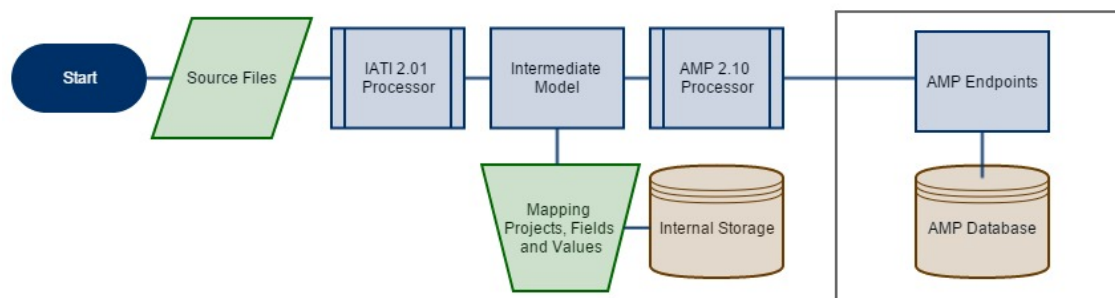 Start
Source Files
IATI 2.01
Processor
Intermediate
Model
AMP 2.10
Processor
AMP Endpoints
Mapping
Projects, Fields
and Values
Internal Storage
AMP Database